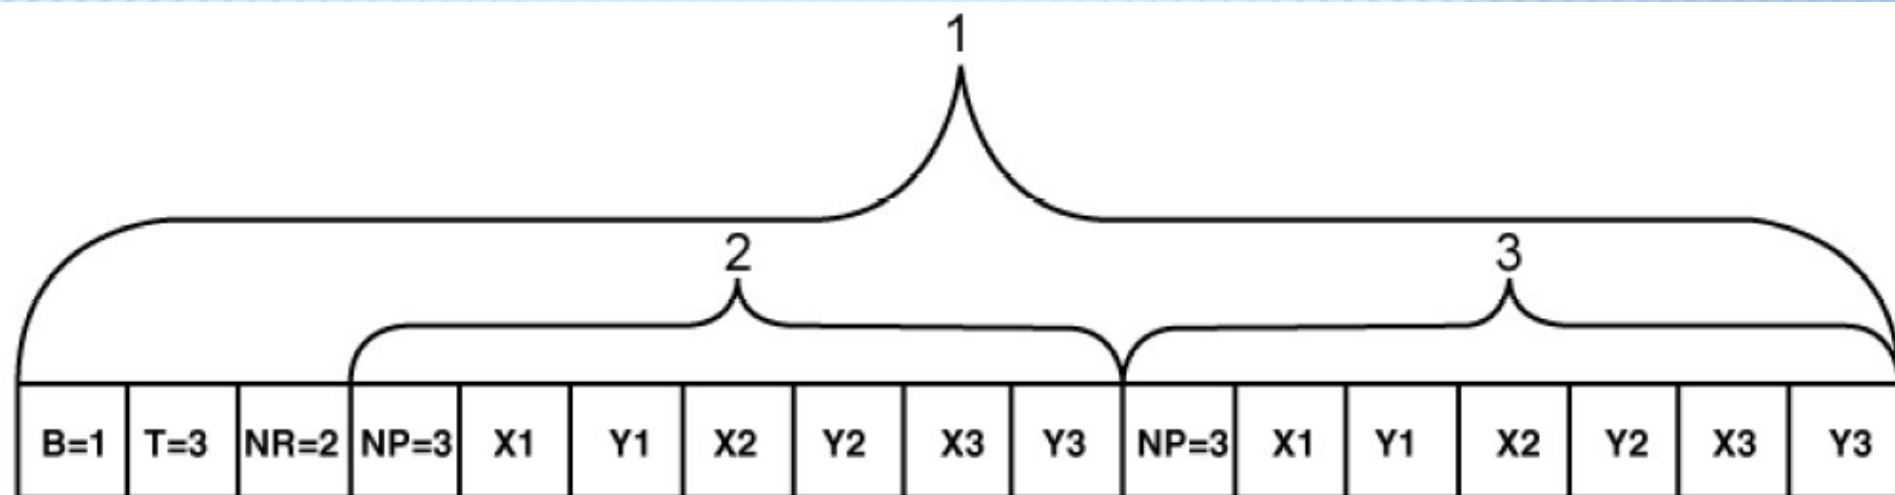 1
2 3
B=1 T=3 NR=2 NP=3 X1 Y1 X2 Y2 X3 Y3 NP=3 X1 Y1 X2 Y2 X3 Y3